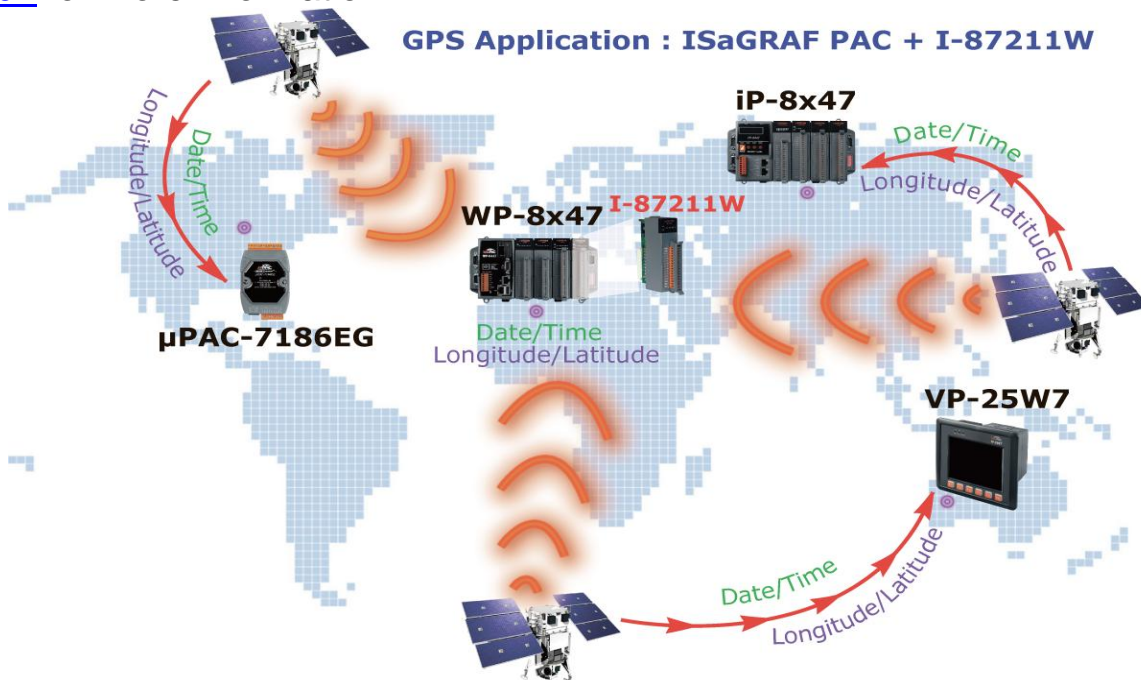 GPS Application : ISaGRAF PAC + I-87211W
iP-8x47
Date/Time
Longitude/Latitude
Date/Time
Longitude/Latitude
WP-8x47
I-87211W
Date/Time
Longitude/Latitude
µPAC-7186EG
VP-25W7
Date/Time
Longitude/Latitude